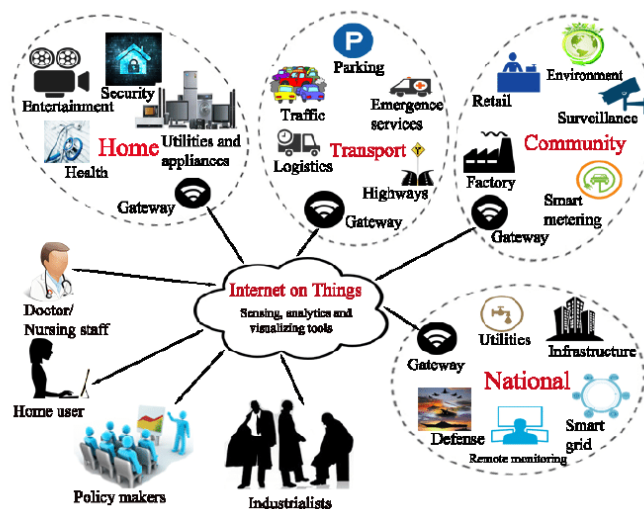 Entertainment
Security
Health
Home
Utilities and
appliances
Gateway
P
Parking
Traffic
Emergence
services
Logistics
Transport
Highways
Gateway
Retail
Environment
Surveillance
Community
Factory
Smart
metering
Gateway
Internet on Things
Sensing, analytics and
visualizing tools
Doctor/
Nursing staff
Home user
Policy makers
Industrialists
Gateway
Utilities
Infrastructure
National
Defense
Remote monitoring
Smart
grid